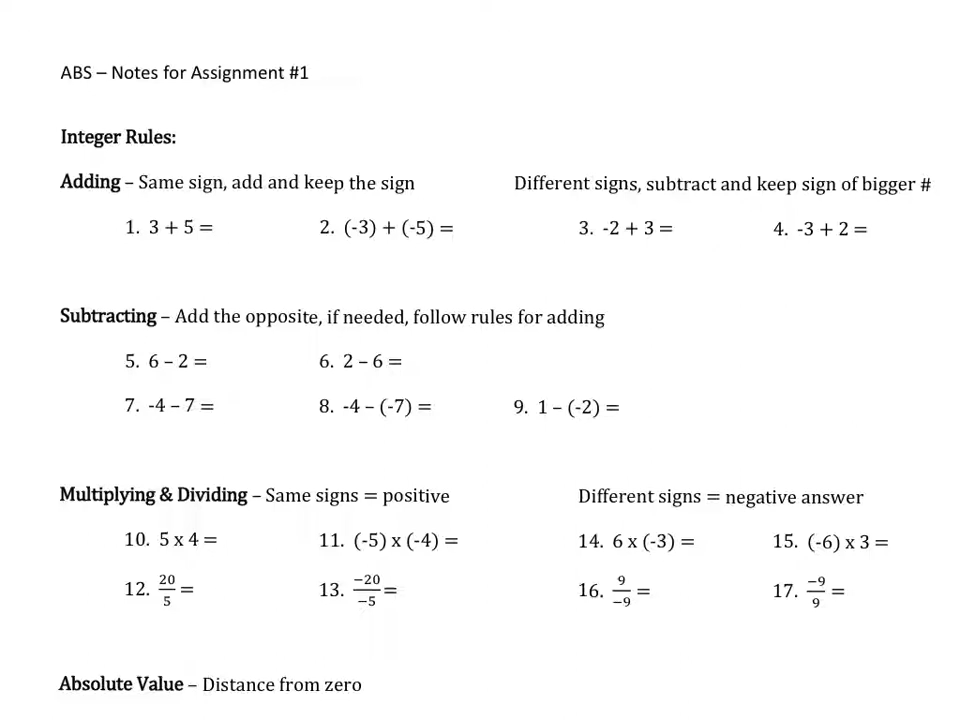 ABS – Notes for Assignment #1
Integer Rules:
Adding – Same sign, add and keep the sign Different signs, subtract and keep sign of bigger #
1. 3 + 5 = 2. (-3) + (-5) = 3. -2 + 3 = 4. -3 + 2 =
Subtracting – Add the opposite, if needed, follow rules for adding
5. 6 – 2 = 6. 2 – 6 =
7. -4 – 7 = 8. -4 – (-7) = 9. 1 – (-2) =
Multiplying & Dividing – Same signs = positive Different signs = negative answer
10. 5 x 4 = 11. (-5) x (-4) = 14. 6 x (-3) = 15. (-6) x 3 =
12. 20/5 = 13. −20/−5 = 16. 9/−9 = 17. −9/9 =
Absolute Value – Distance from zero